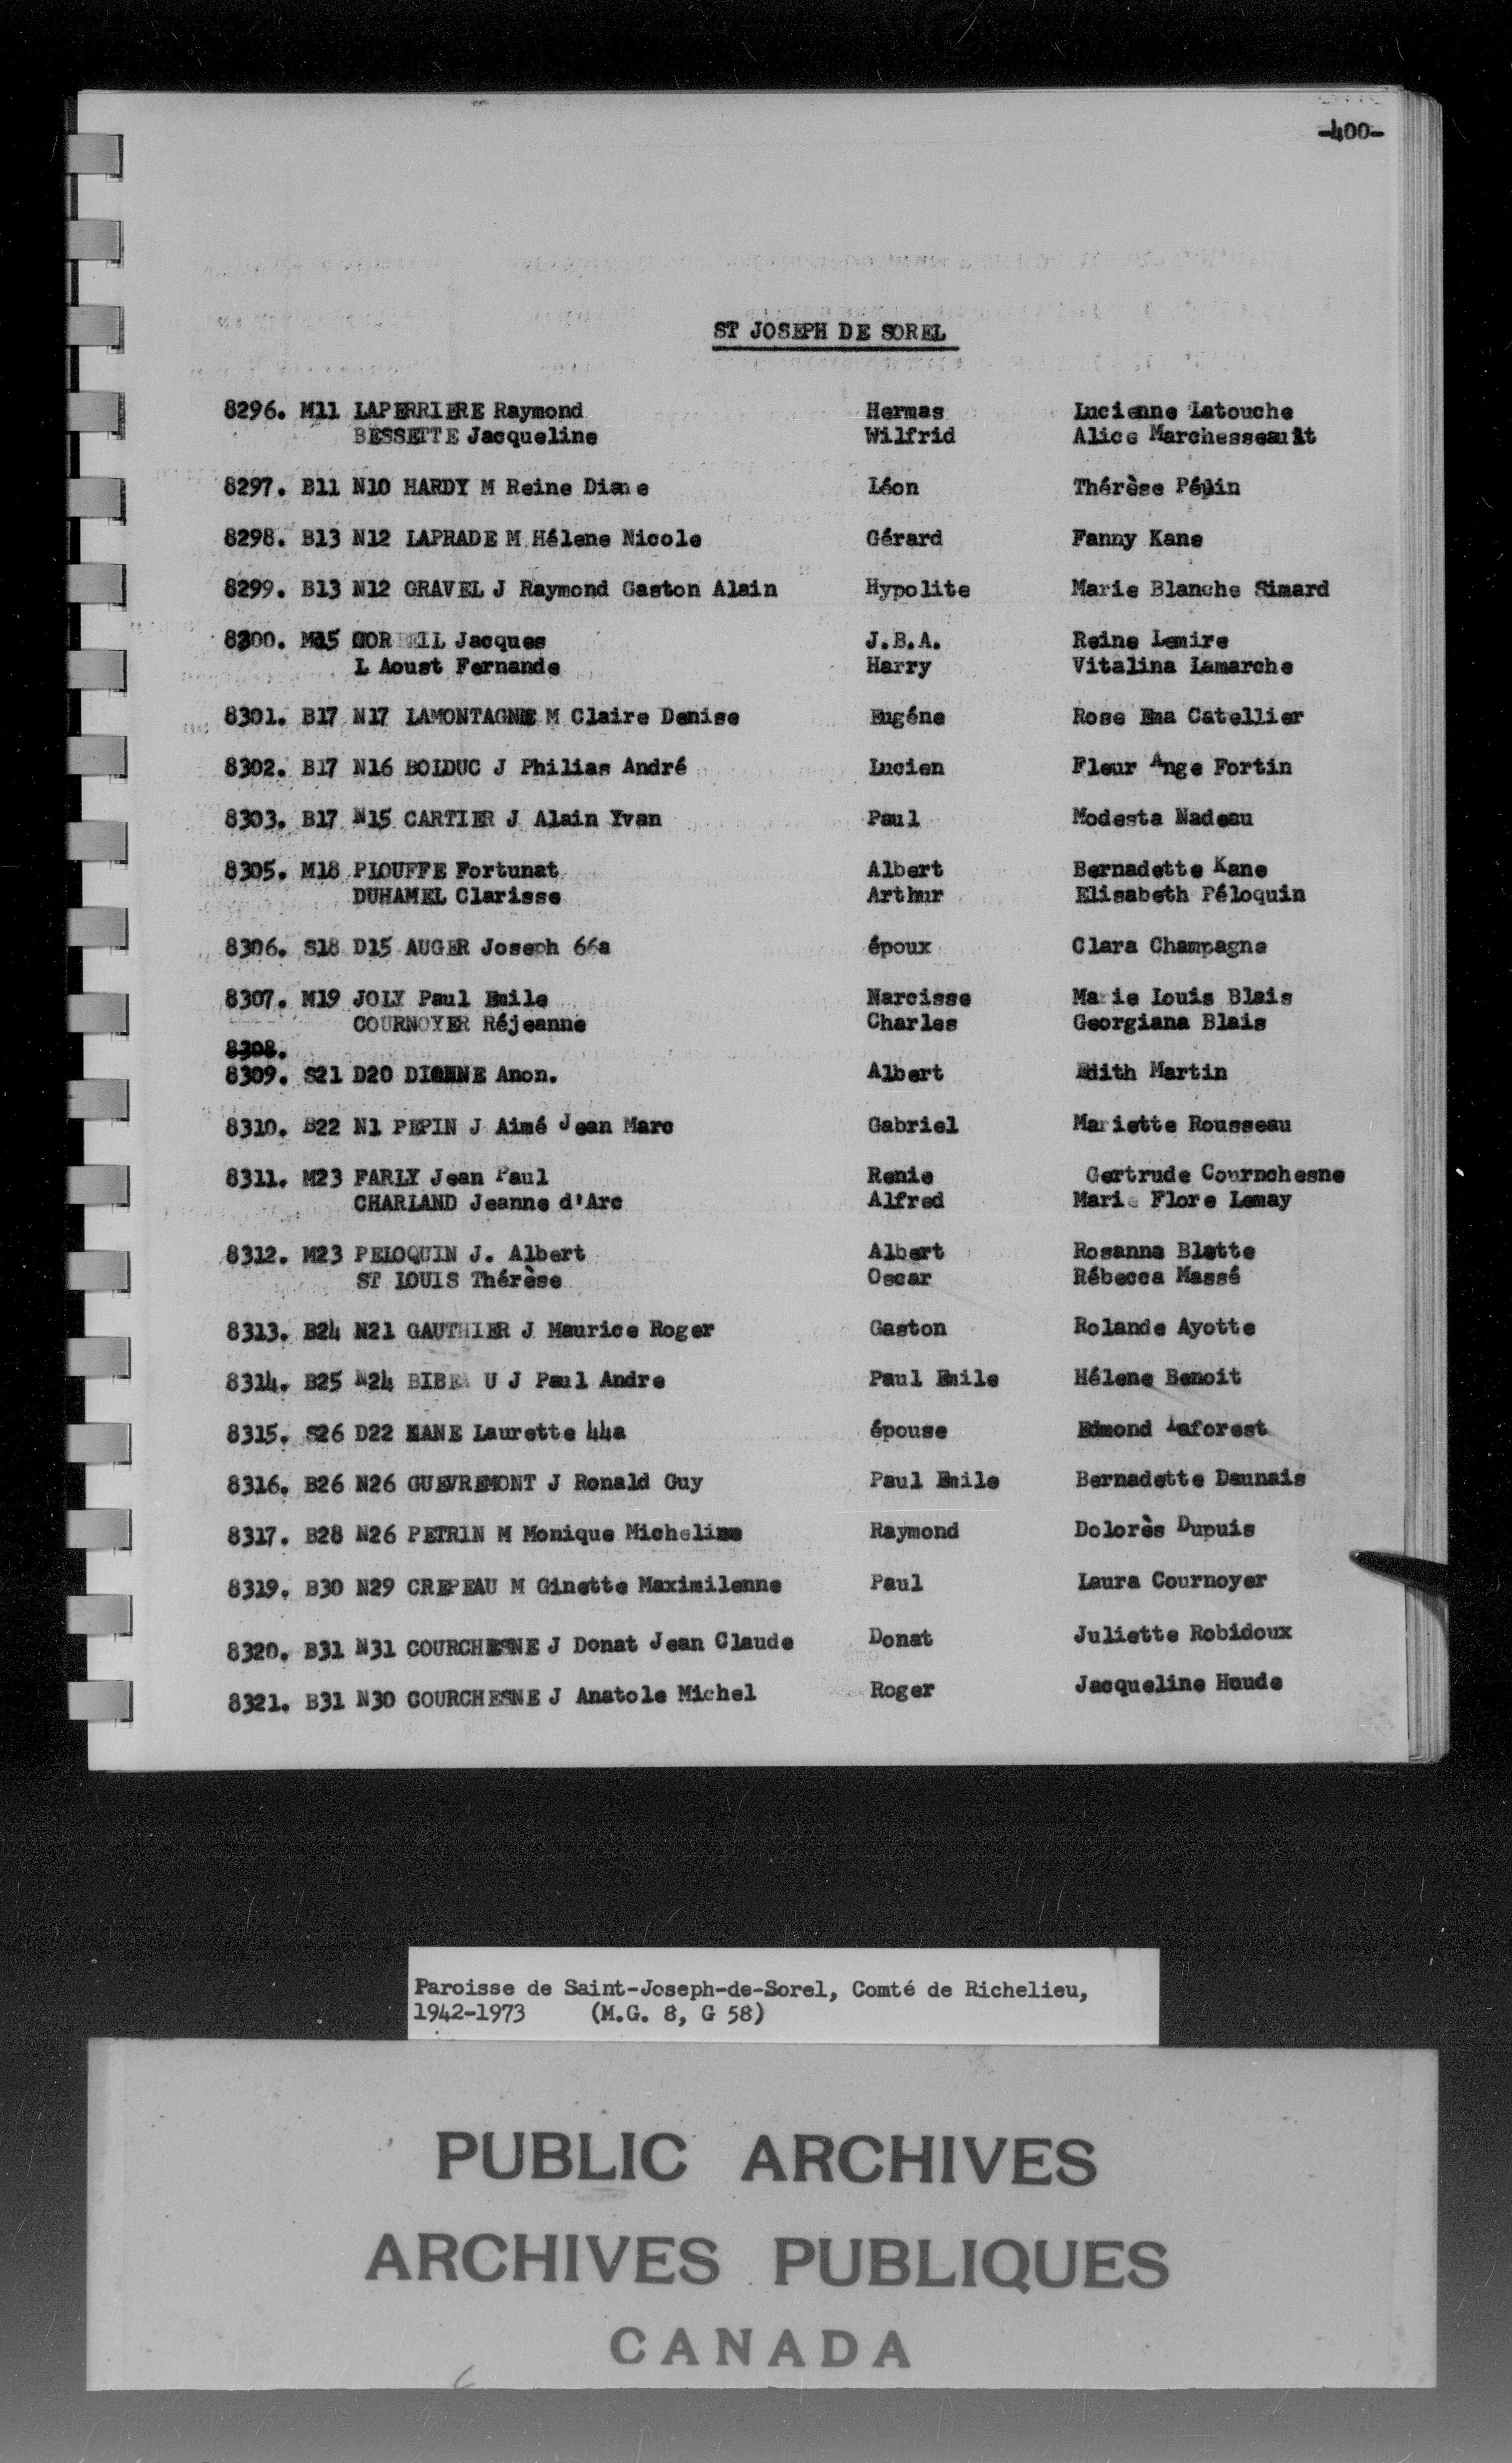 -400-
ST JOSEPH DE SOREL
8296. M11 LAPERRIERE Raymond Hermas Lucienne Latouche
BESSETTE Jacqueline Wilfrid Alice Marchesseault
8297. B11 N10 HARDY M Reine Diane Léon Thérèse
8298. B13 N12 LAPRADE M Hélene Nicole Gérard Fanny Kane
8299. B13 N12 GRAVEL J Raymond Gaston Alain Hypolite Marie Blanche Simard
8300. M15 CORBEIL Jacques J.B.A. Reine Lemire
L Aoust Fernande Harry Vitalina Lamarche
8301. B17 N17 LAMONTAGNE M Claire Denise Eugéne Rose Ema Catellier
8302. B17 N16 BOLDUC J Philias André Lucien Fleur Ange Fortin
8303. B17 N15 CARTIER J Alain Yvan Paul Modesta Nadeau
8305. M18 PLOUFFE Fortunat Albert Bernadette Kane
DUHAMEL Clarisse Arthur Elisabeth Péloquin
8306. S18 D15 AUGER Joseph 66a époux Clara Champagne
8307. M19 JOLY Paul Emile Narcisse Marie Louis Blais
COURNOYER Réjeanne Charles Georgiana Blais
8308.
8309. S21 D20 DIONNE Anon. Albert Edith Martin
8310. B22 N1 PEPIN J Aimé Jean Marc Gabriel Mariette Rousseau
8311. M23 FARLY Jean Paul Renie Gertrude Cournchesne
CHARLAND Jeanne d'Arc Alfred Marie Flore Lemay
8312. M23 PELOQUIN J. Albert Albert Rosanna Blette
ST LOUIS Thérèse Oscar Rébecca Massé
8313. B24 N21 GAUTHIER J Maurice Roger Gaston Rolande Ayotte
8314. B25 N24 BIBEA U J Paul Andre Paul Emile Hélene Benoit
8315. S26 D22 KANE Laurette 44a épouse Edmond Laforest
8316. B26 N26 GUEVREMONT J Ronald Guy Paul Emile Bernadette Daunais
8317. B28 N26 PETRIN M Monique Micheline Raymond Dolorès Dupuis
8319. B30 N29 CREPEAU M Ginette Maximilenne Paul Laura Cournoyer
8320. B31 N31 COURCHESNE J Donat Jean Claude Donat Juliette Robidoux
8321. B31 N30 COURCHESNE J Anatole Michel Roger Jacqueline Houde
Paroisse de Saint-Joseph-de-Sorel, Comté de Richelieu,
1942-1973 (M.G. 8, G 58)
PUBLIC ARCHIVES
ARCHIVES PUBLIQUES
CANADA